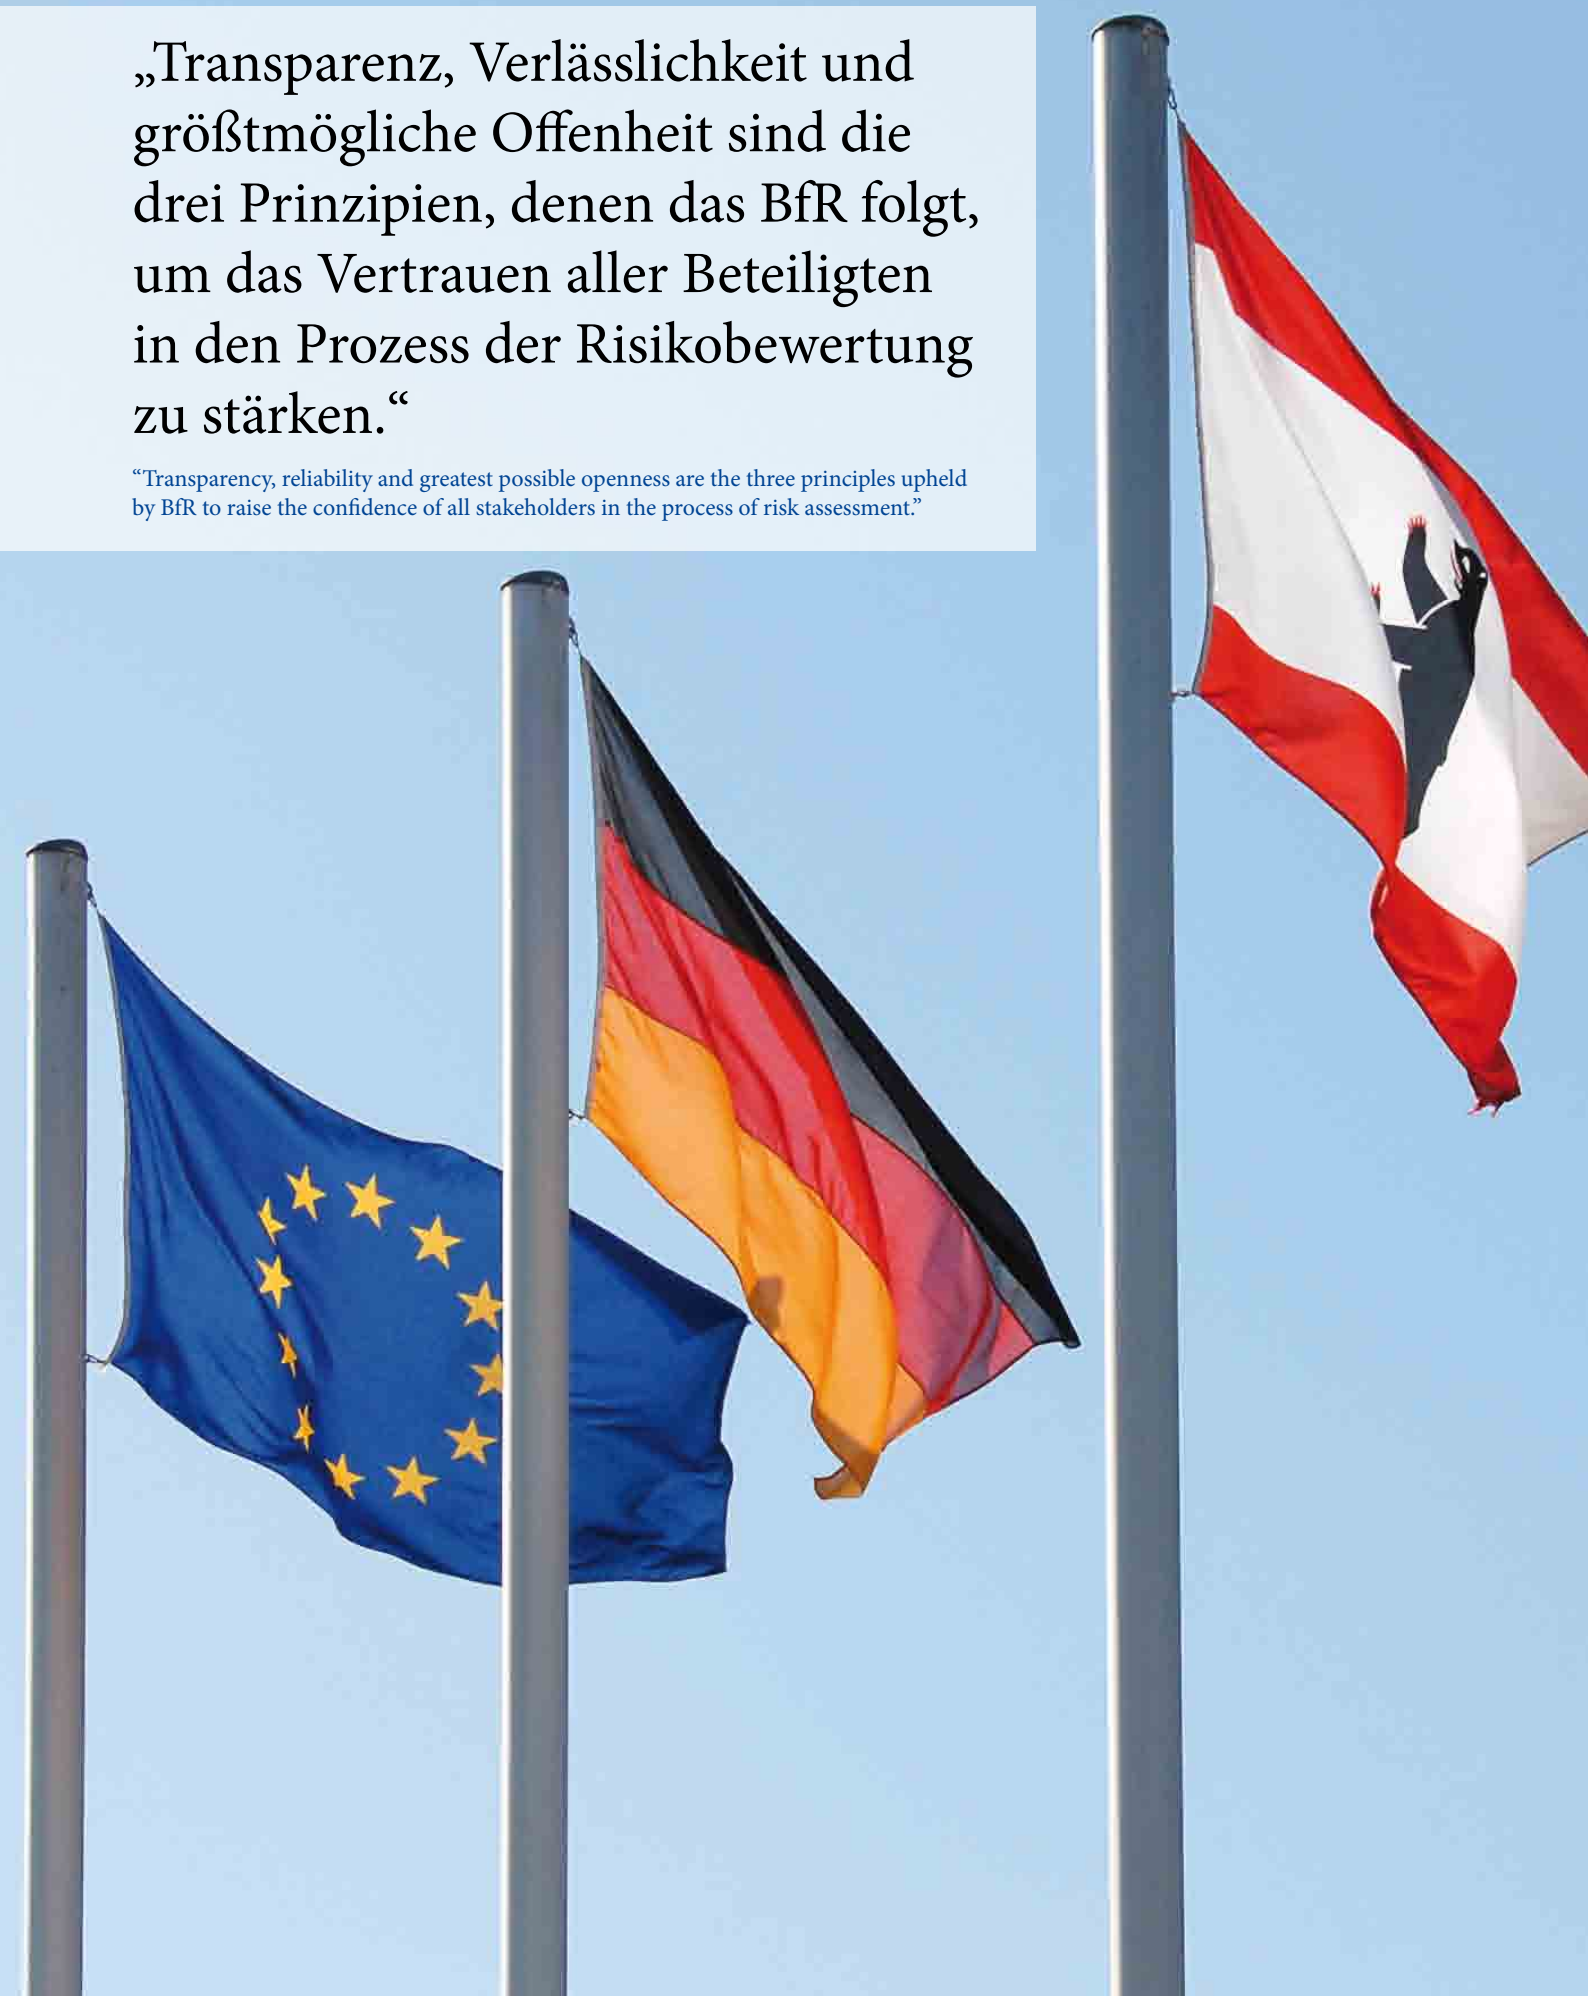 „Transparenz, Verlässlichkeit und
größtmögliche Offenheit sind die
drei Prinzipien, denen das BfR folgt,
um das Vertrauen aller Beteiligten
in den Prozess der Risikobewertung
zu stärken.“
“Transparency, reliability and greatest possible openness are the three principles upheld
by BfR to raise the confidence of all stakeholders in the process of risk assessment.”